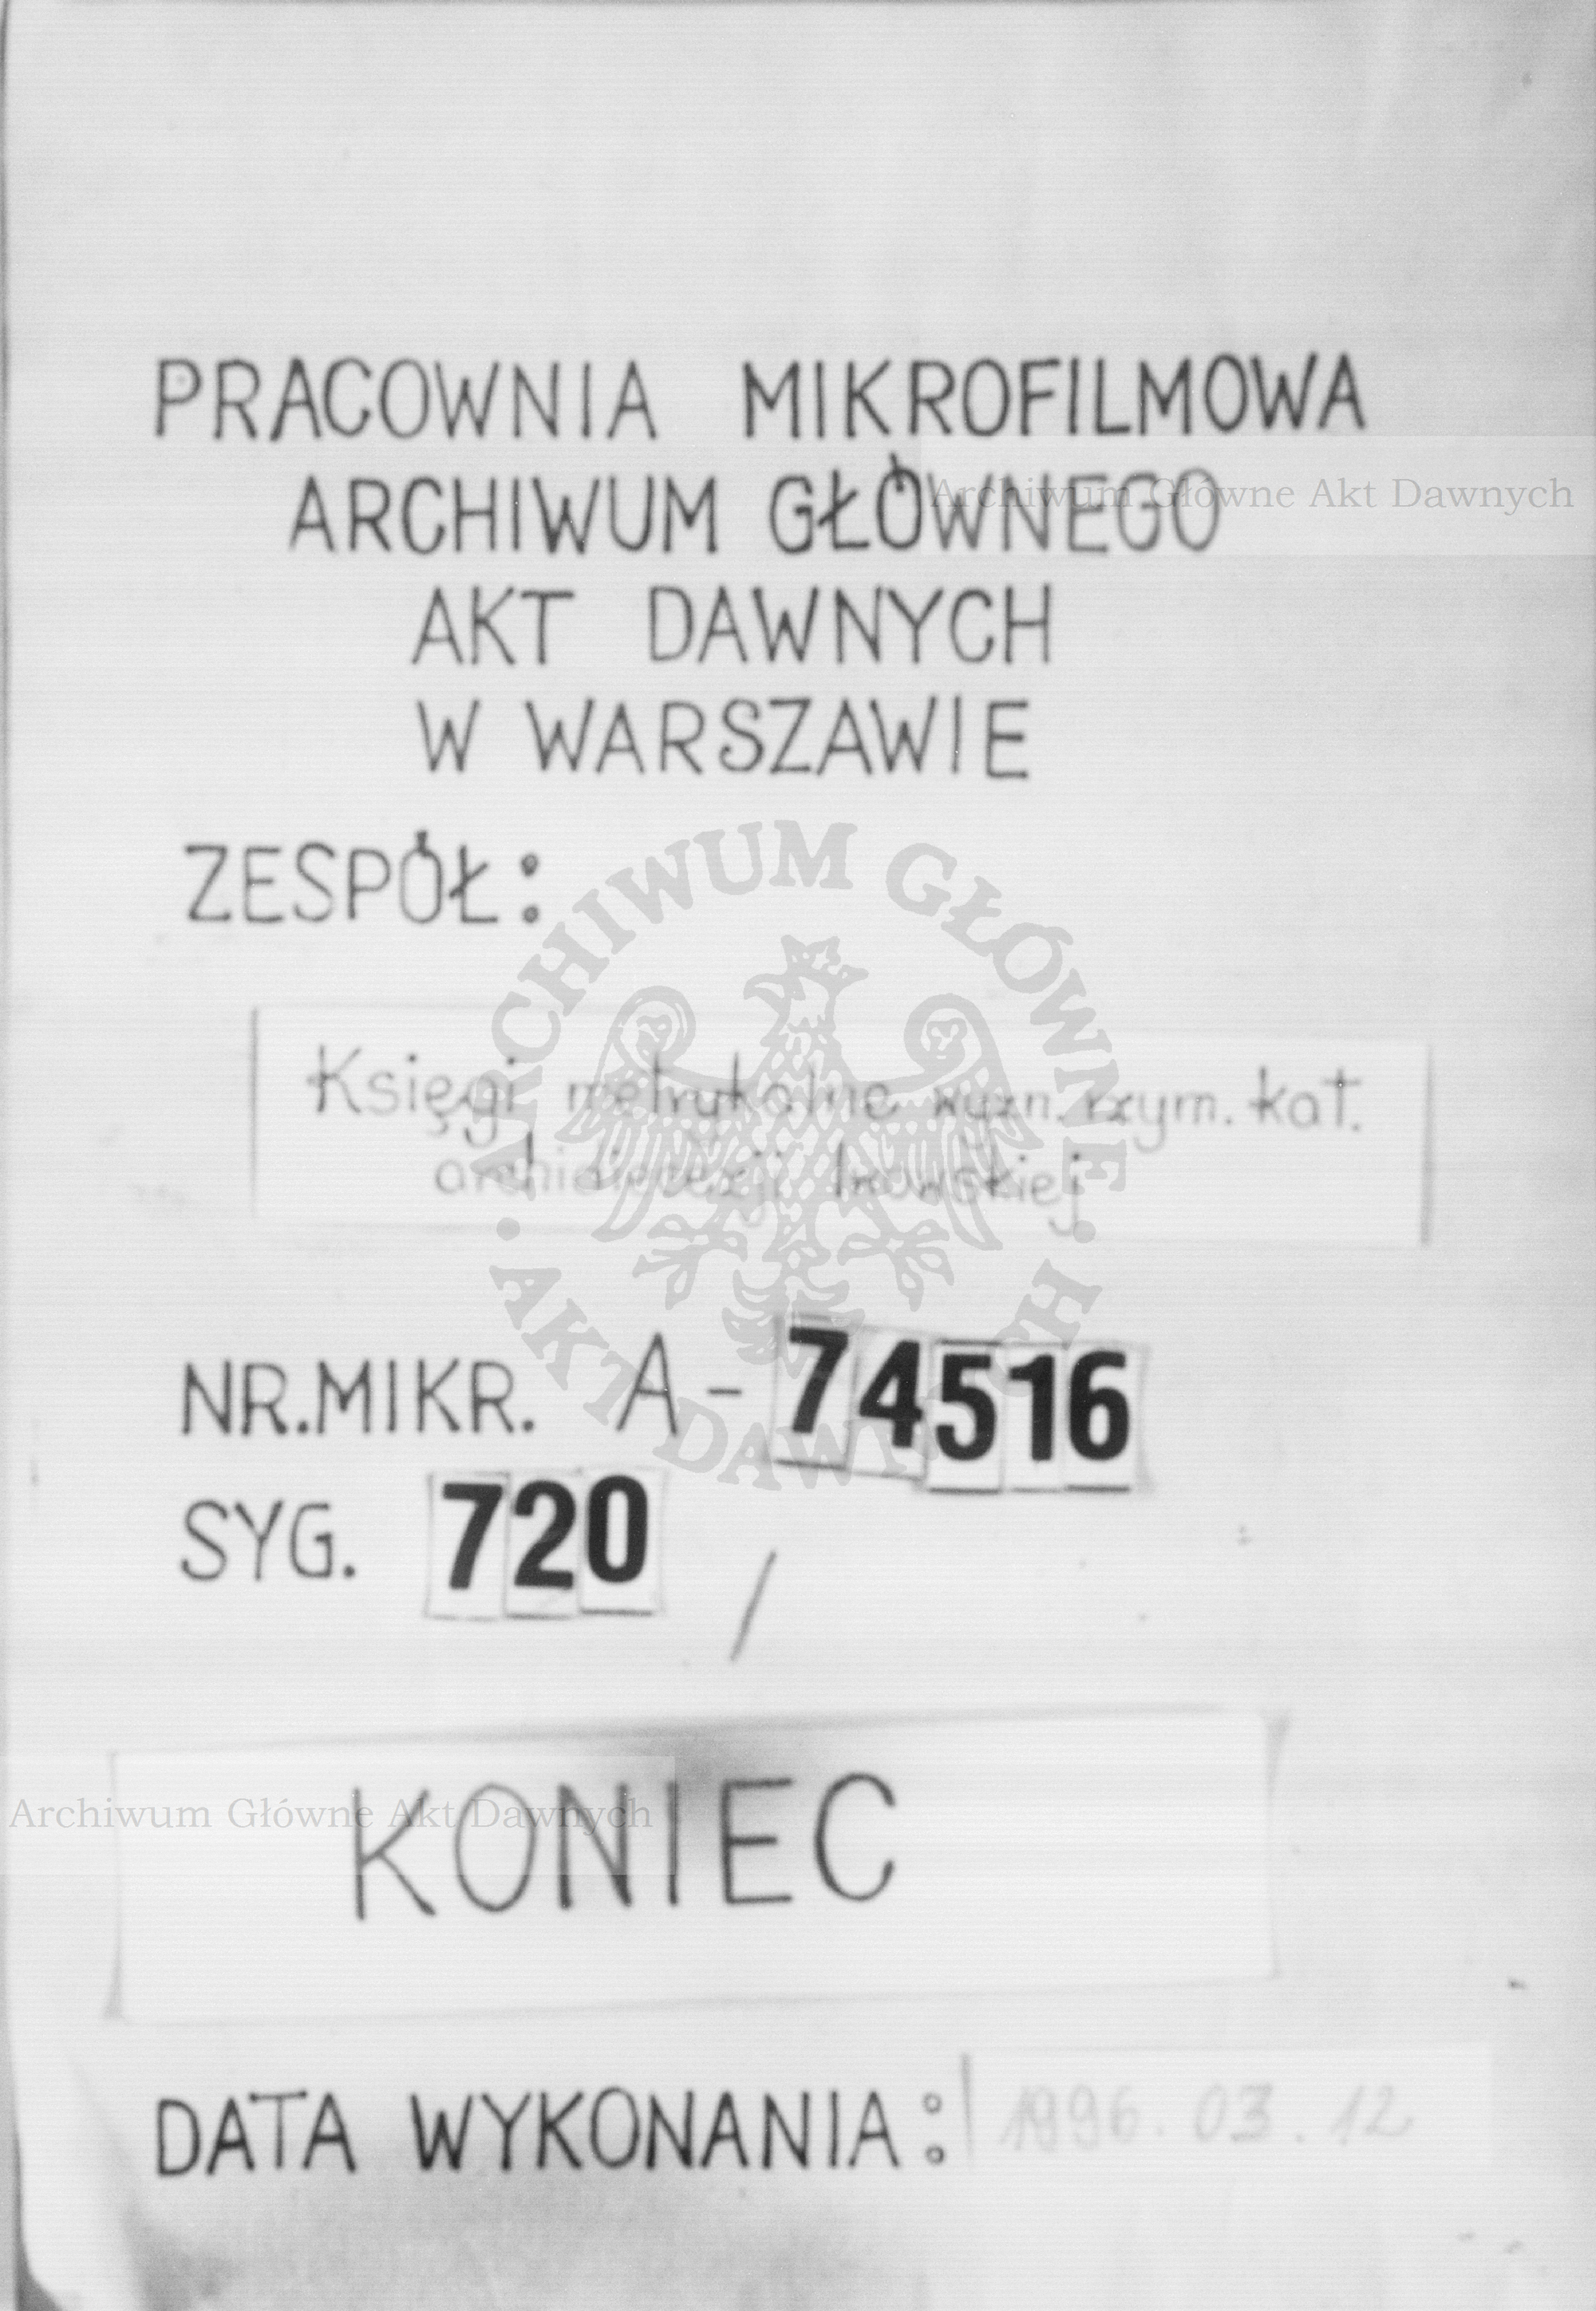 PRACOWNIA MIKROFILMOWA
ARCHIWUM GŁÓWNEGO
Archiwum Główne Akt Dawnych
AKT DAWNYCH
W WARSZAWIE
ZESPÓŁ:
ARCHIWUM GŁÓWNE
Księgi metrykalne wyzn. rzym. kat.
archidiecezji lwowskiej
· AKT DAWNYCH ·
NR.MIKR. A-74516
SYG. 720 /
KONIEC
Archiwum Główne Akt Dawnych
DATA WYKONANIA: 1996.03.12